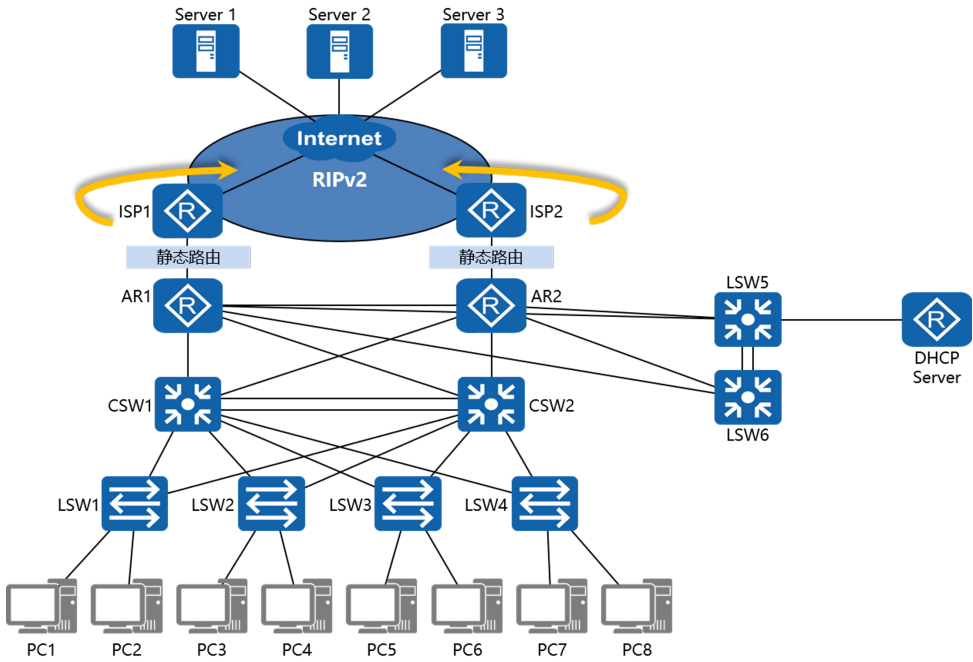 Server 1
Server 2
Server 3
Internet
RIPv2
ISP1
R
R
ISP2
静态路由
静态路由
AR1
R
R
AR2
LSW5
R
DHCP
Server
CSW1
CSW2
LSW6
LSW1
LSW2
LSW3
LSW4
PC1
PC2
PC3
PC4
PC5
PC6
PC7
PC8